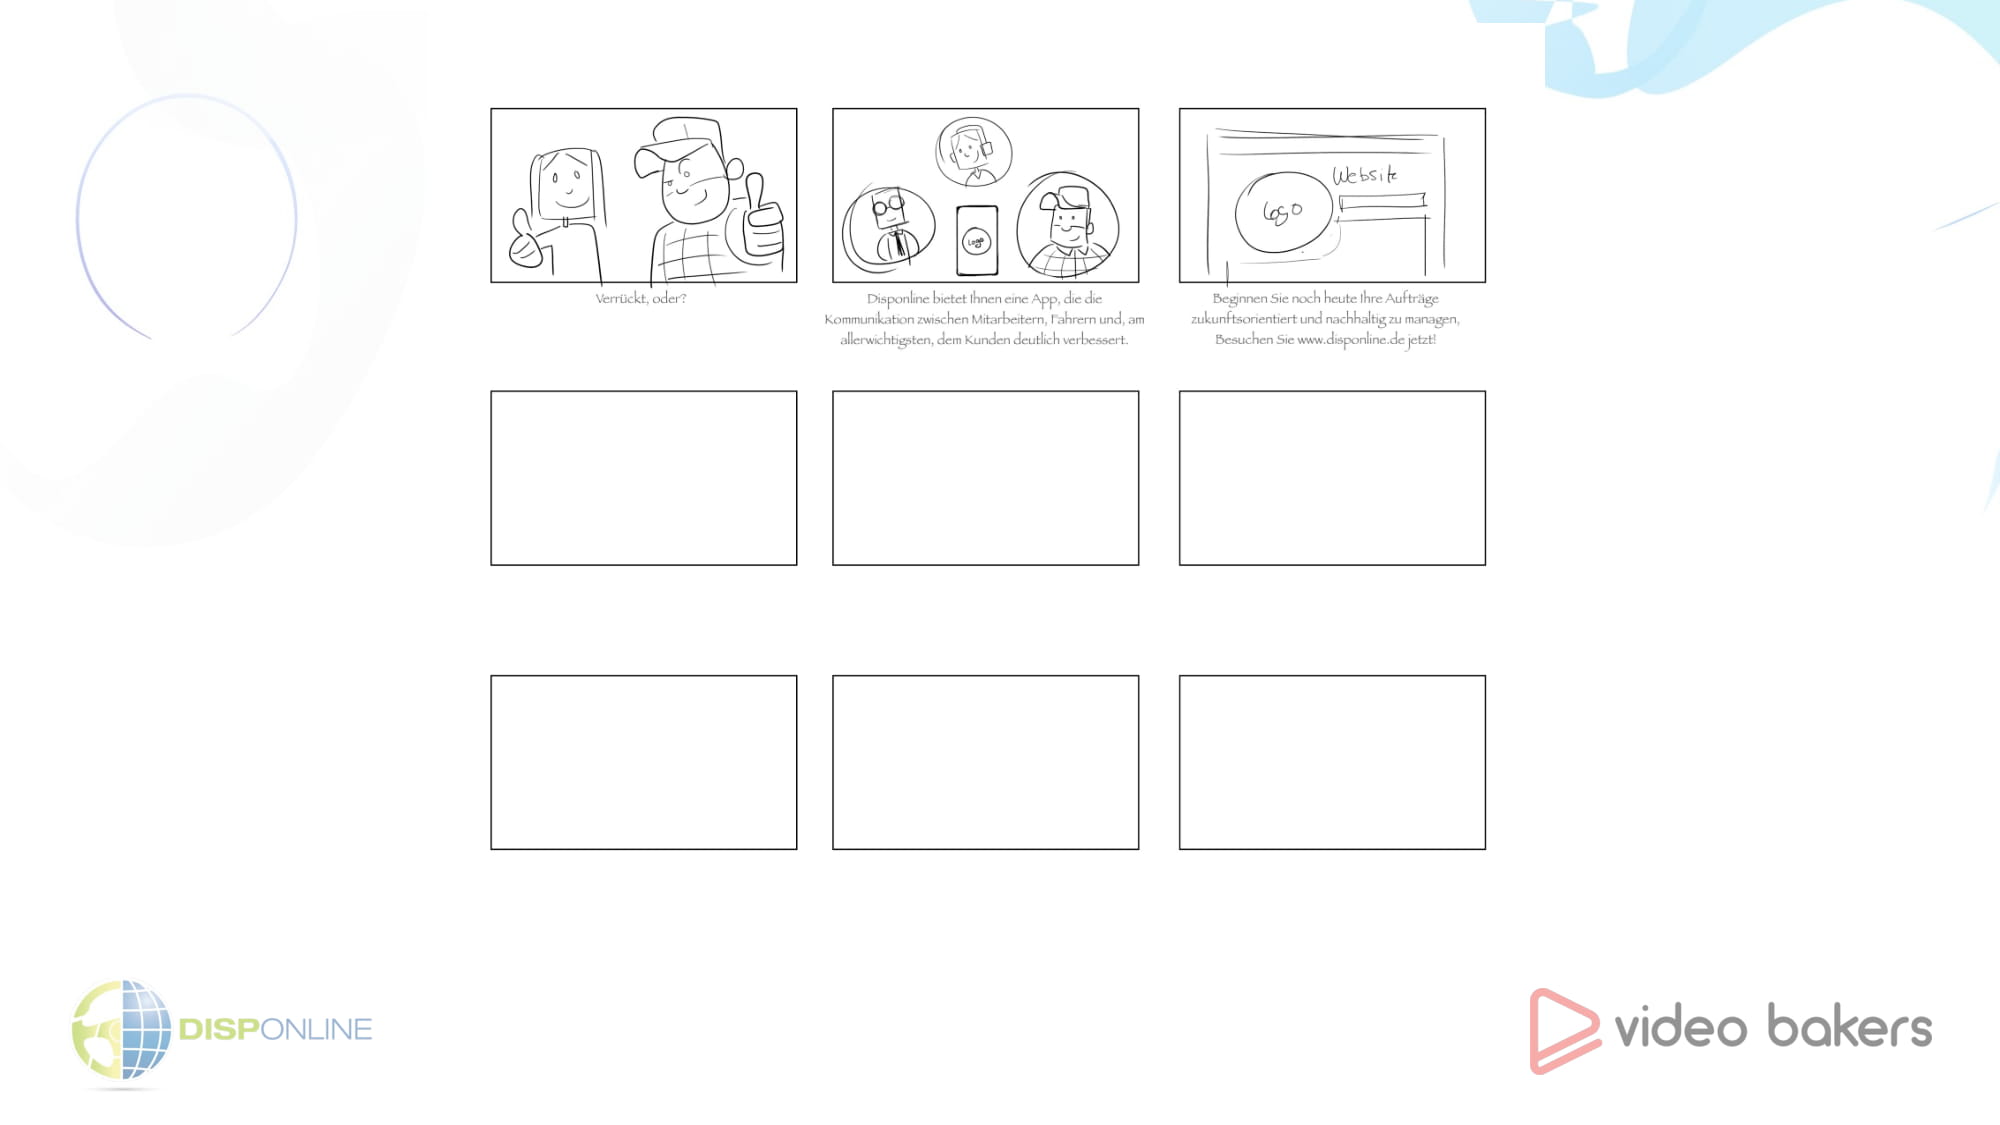 Website
Logo
Logo
Verrückt, oder?
Disponline bietet Ihnen eine App, die die
Kommunikation zwischen Mitarbeitern, Fahrern und, am
allerwichtigsten, dem Kunden deutlich verbessert.
Beginnen Sie noch heute Ihre Aufträge
zukunftsorientiert und nachhaltig zu managen,
Besuchen Sie www.disponline.de jetzt!
DISPONLINE
video bakers